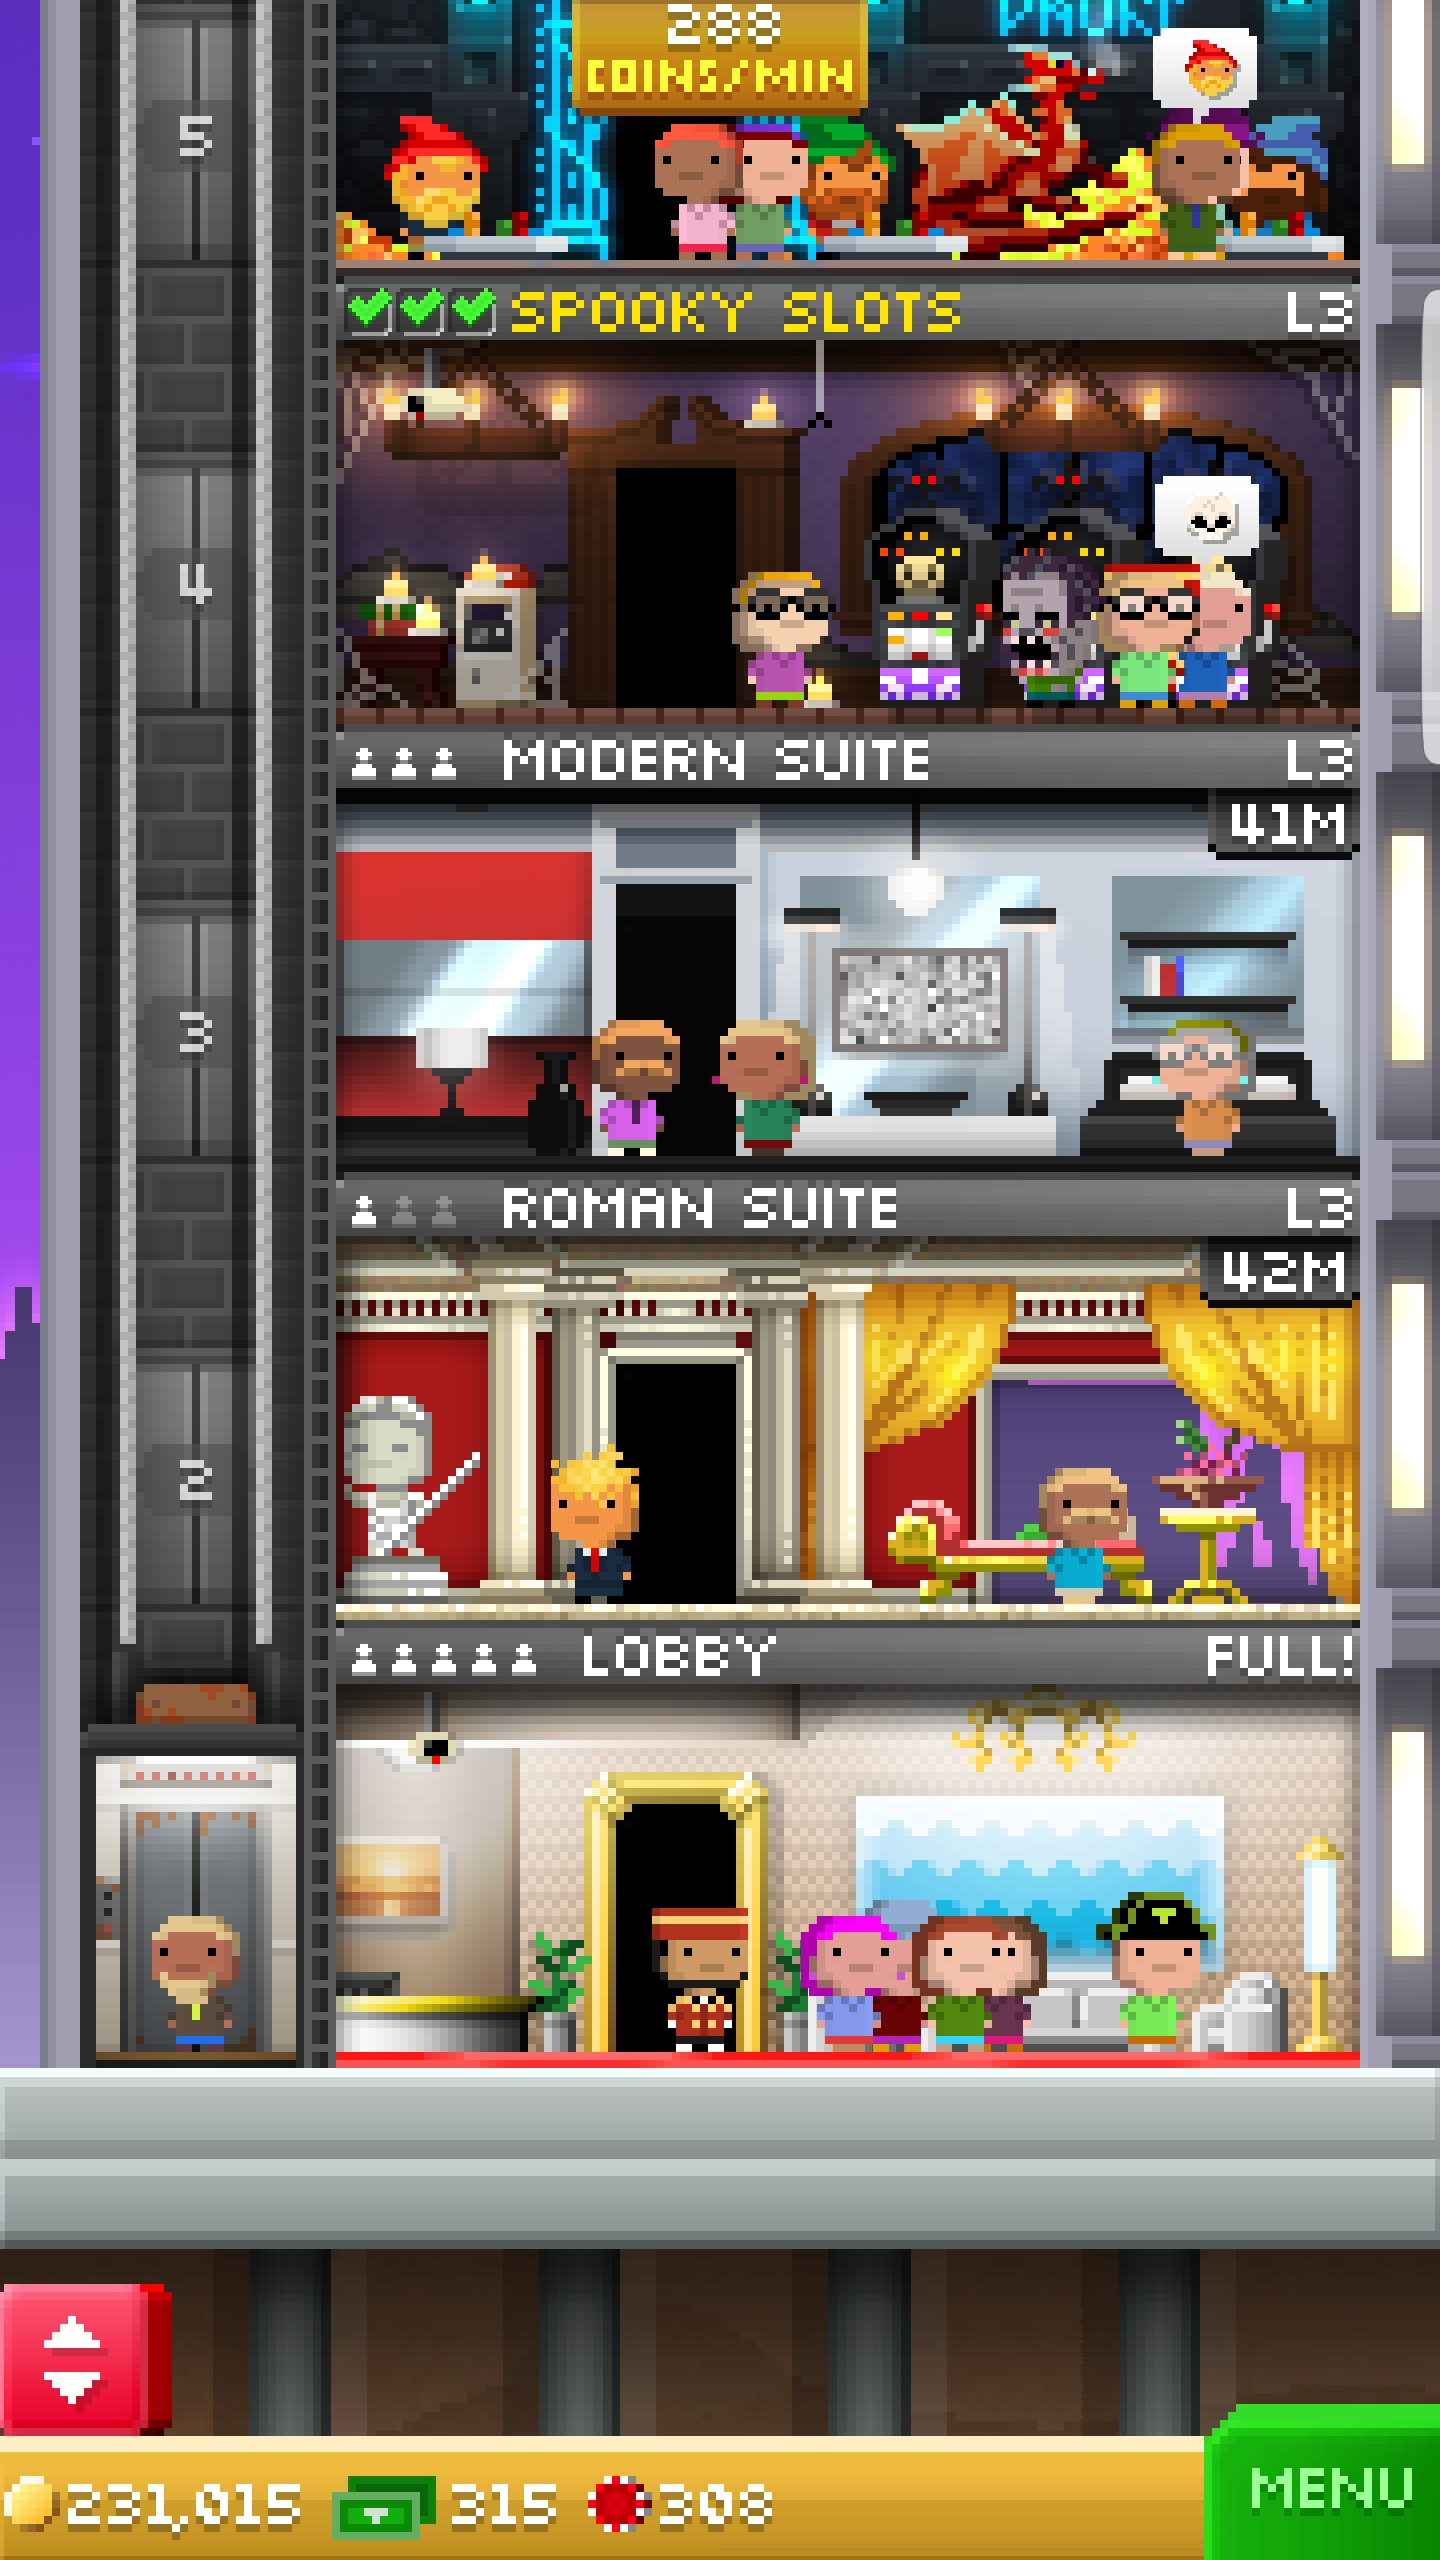 288
COINS/MIN
5
SPOOKY SLOTS L3
4
MODERN SUITE L3
41M
3
ROMAN SUITE L3
42M
2
LOBBY FULL!
231,015 315 308
MENU